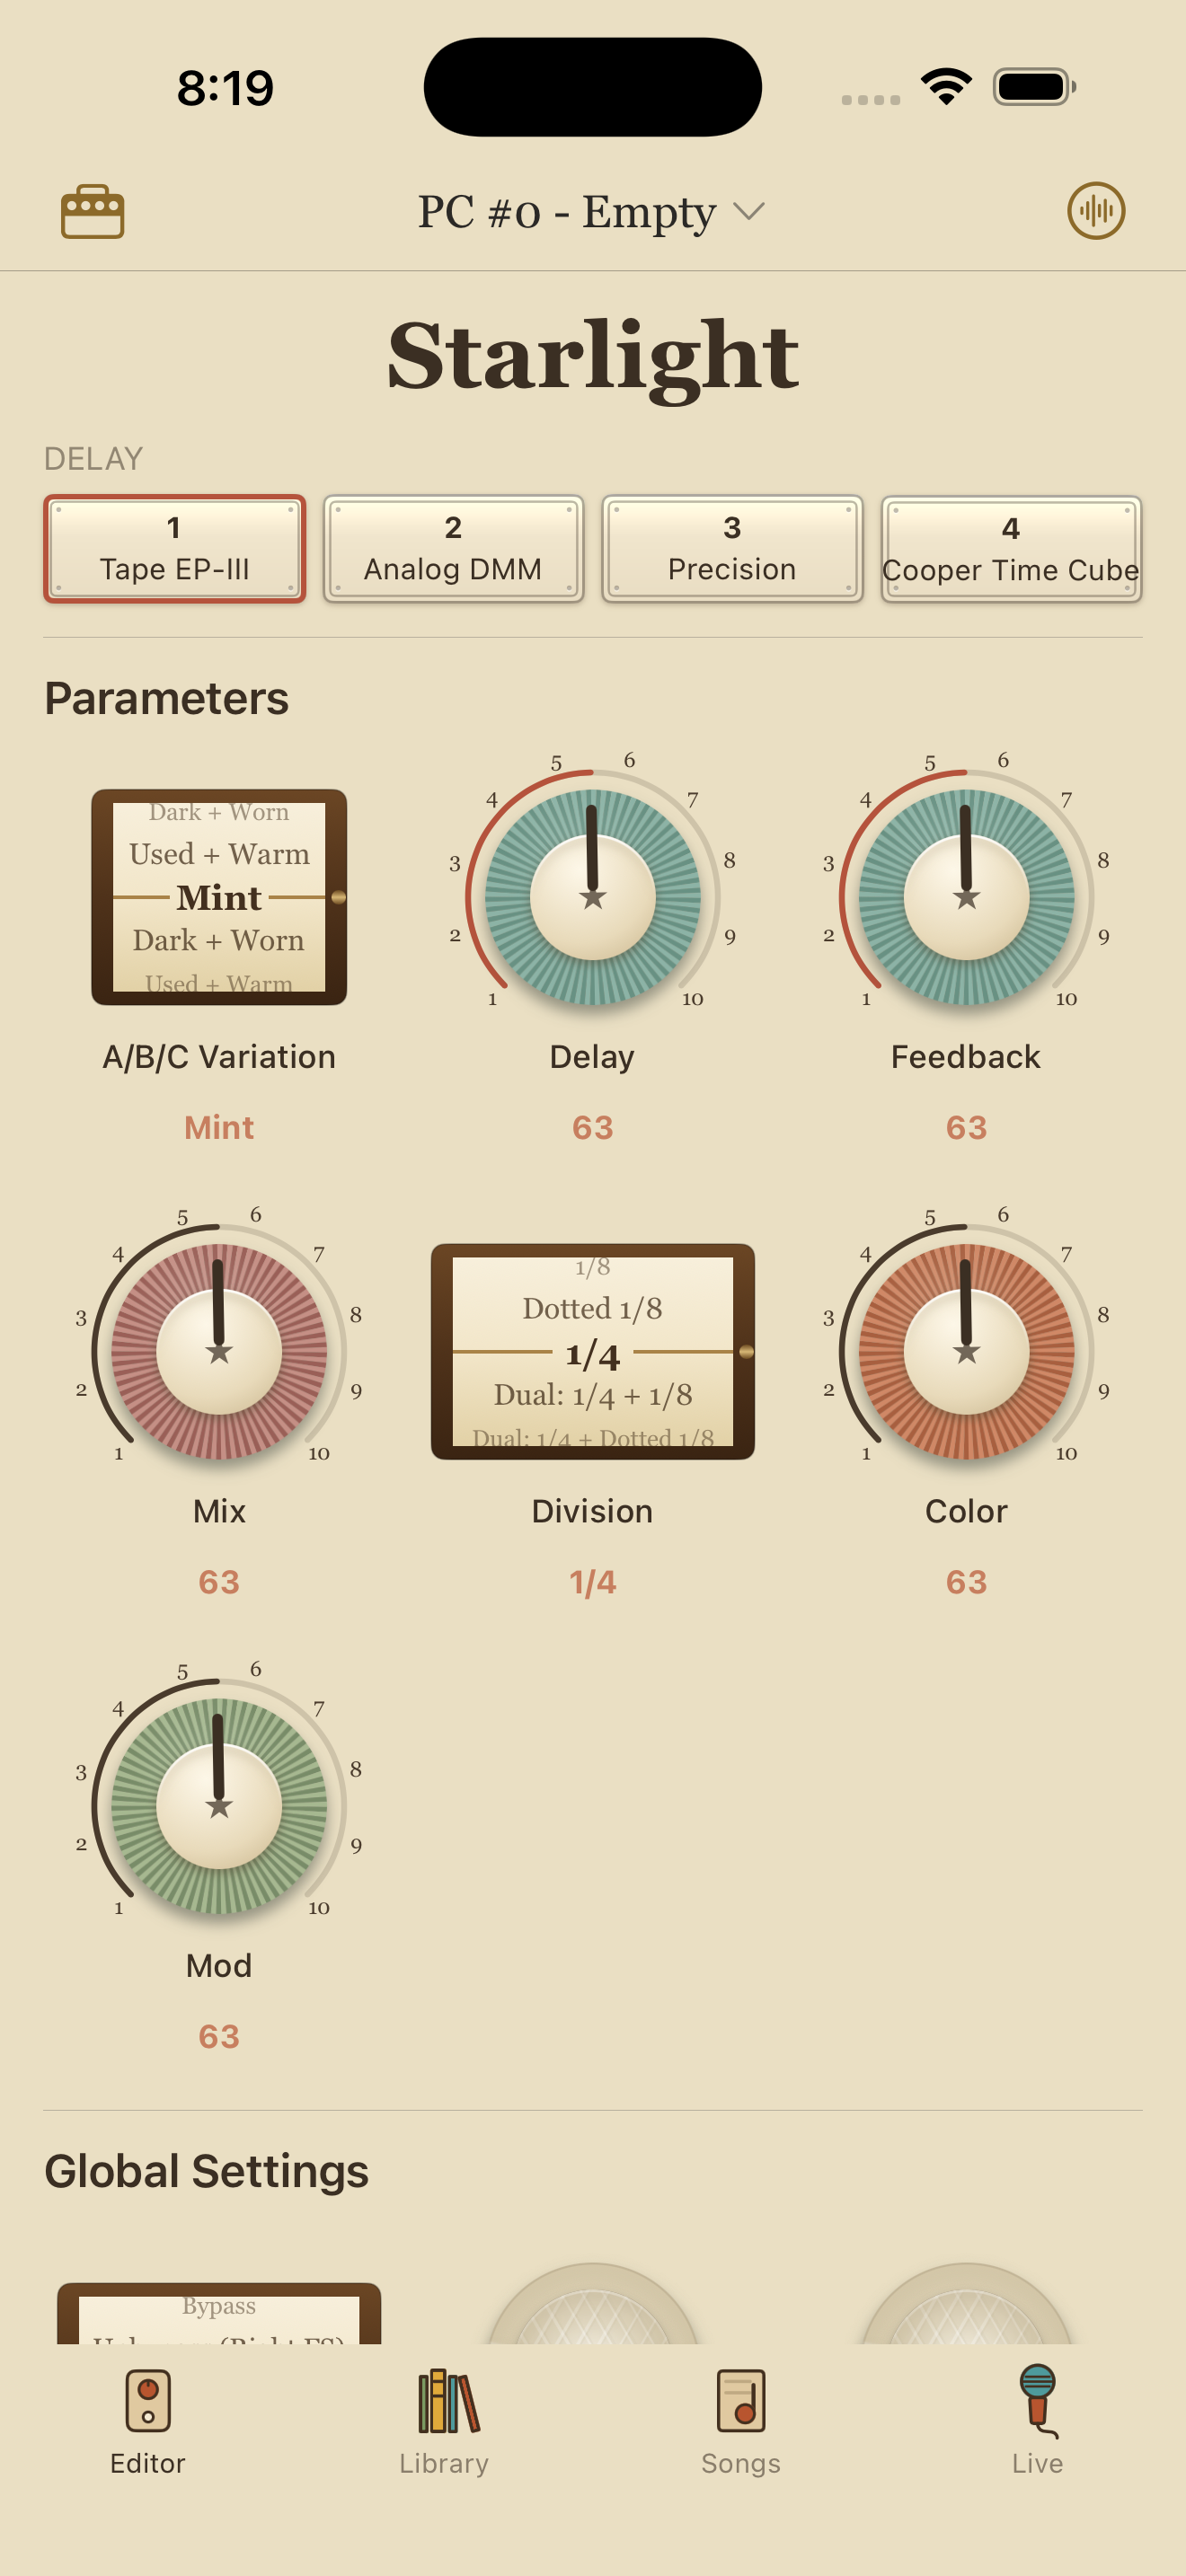 8:19
PC #0 - Empty
Starlight
DELAY
1
Tape EP-III
2
Analog DMM
3
Precision
4
Cooper Time Cube
Parameters
Dark + Worn
Used + Warm
Mint
Dark + Worn
Used + Warm
A/B/C Variation
Mint
1 2 3 4 5 6 7 8 9 10
Delay
63
1 2 3 4 5 6 7 8 9 10
Feedback
63
1 2 3 4 5 6 7 8 9 10
Mix
63
1/8
Dotted 1/8
1/4
Dual: 1/4 + 1/8
Dual: 1/4 + Dotted 1/8
Division
1/4
1 2 3 4 5 6 7 8 9 10
Color
63
1 2 3 4 5 6 7 8 9 10
Mod
63
Global Settings
Bypass
Editor
Library
Songs
Live